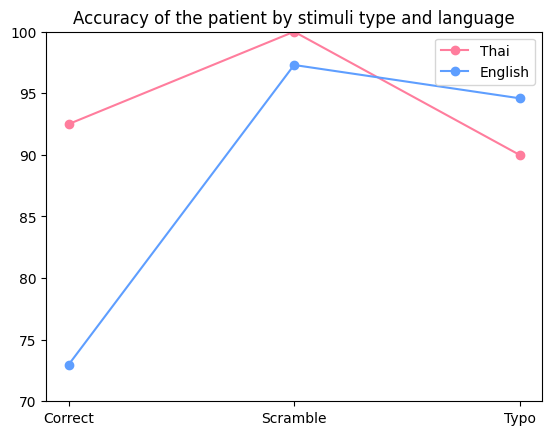 Accuracy of the patient by stimuli type and language
Thai
English
100
95
90
85
80
75
70
Correct
Scramble
Typo